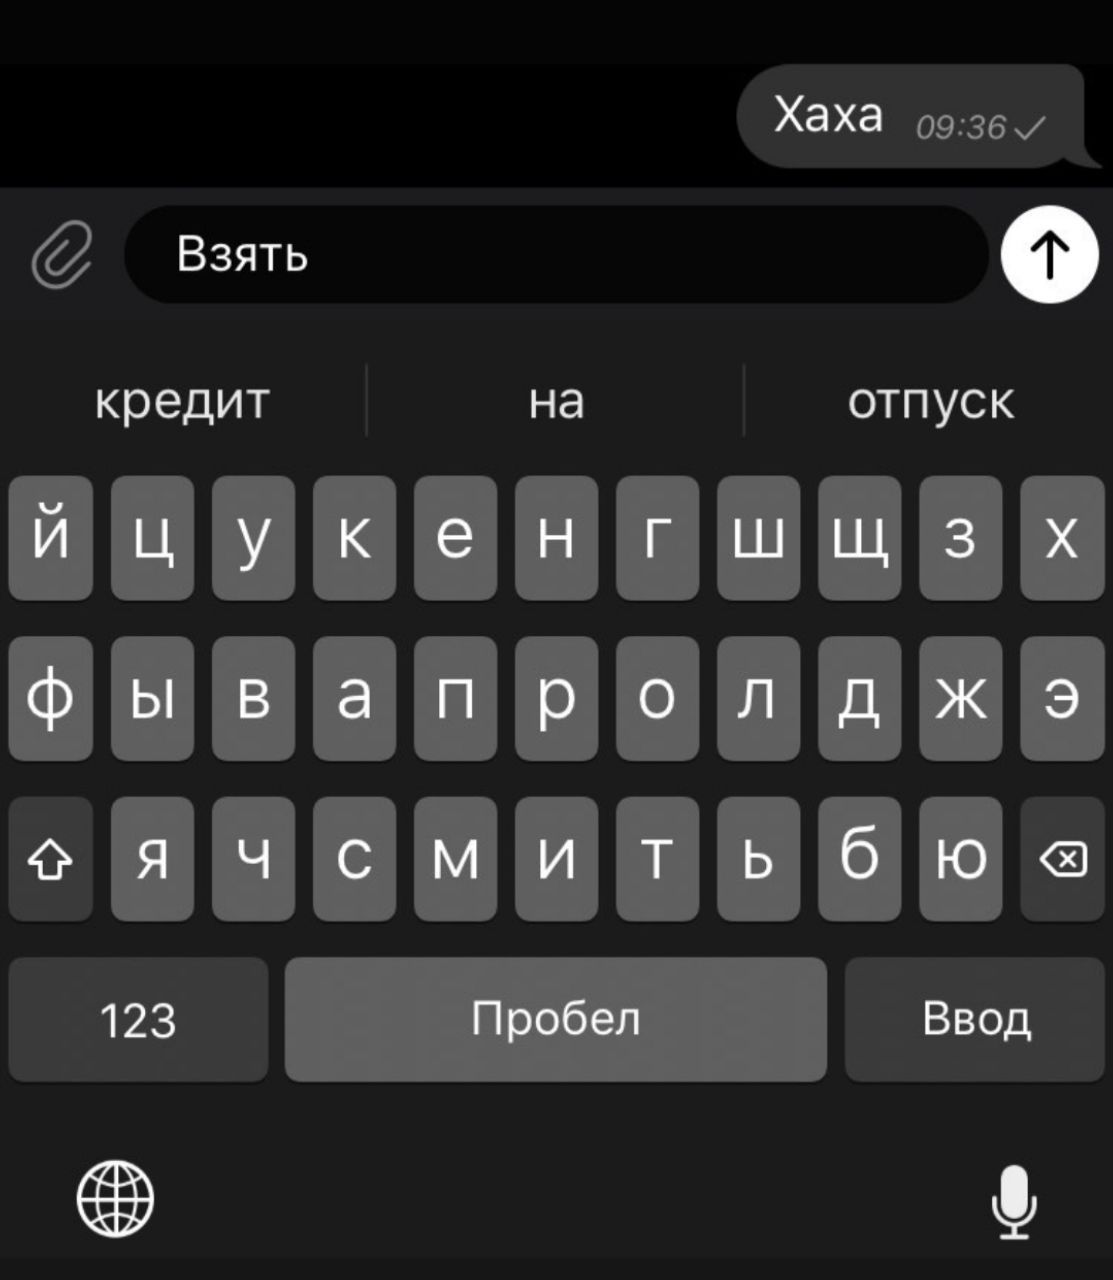 Хаха 09:36
Взять
кредит на отпуск
й ц у к е н г ш щ з х
ф ы в а п р о л д ж э
я ч с м и т ь б ю
123 Пробел Ввод